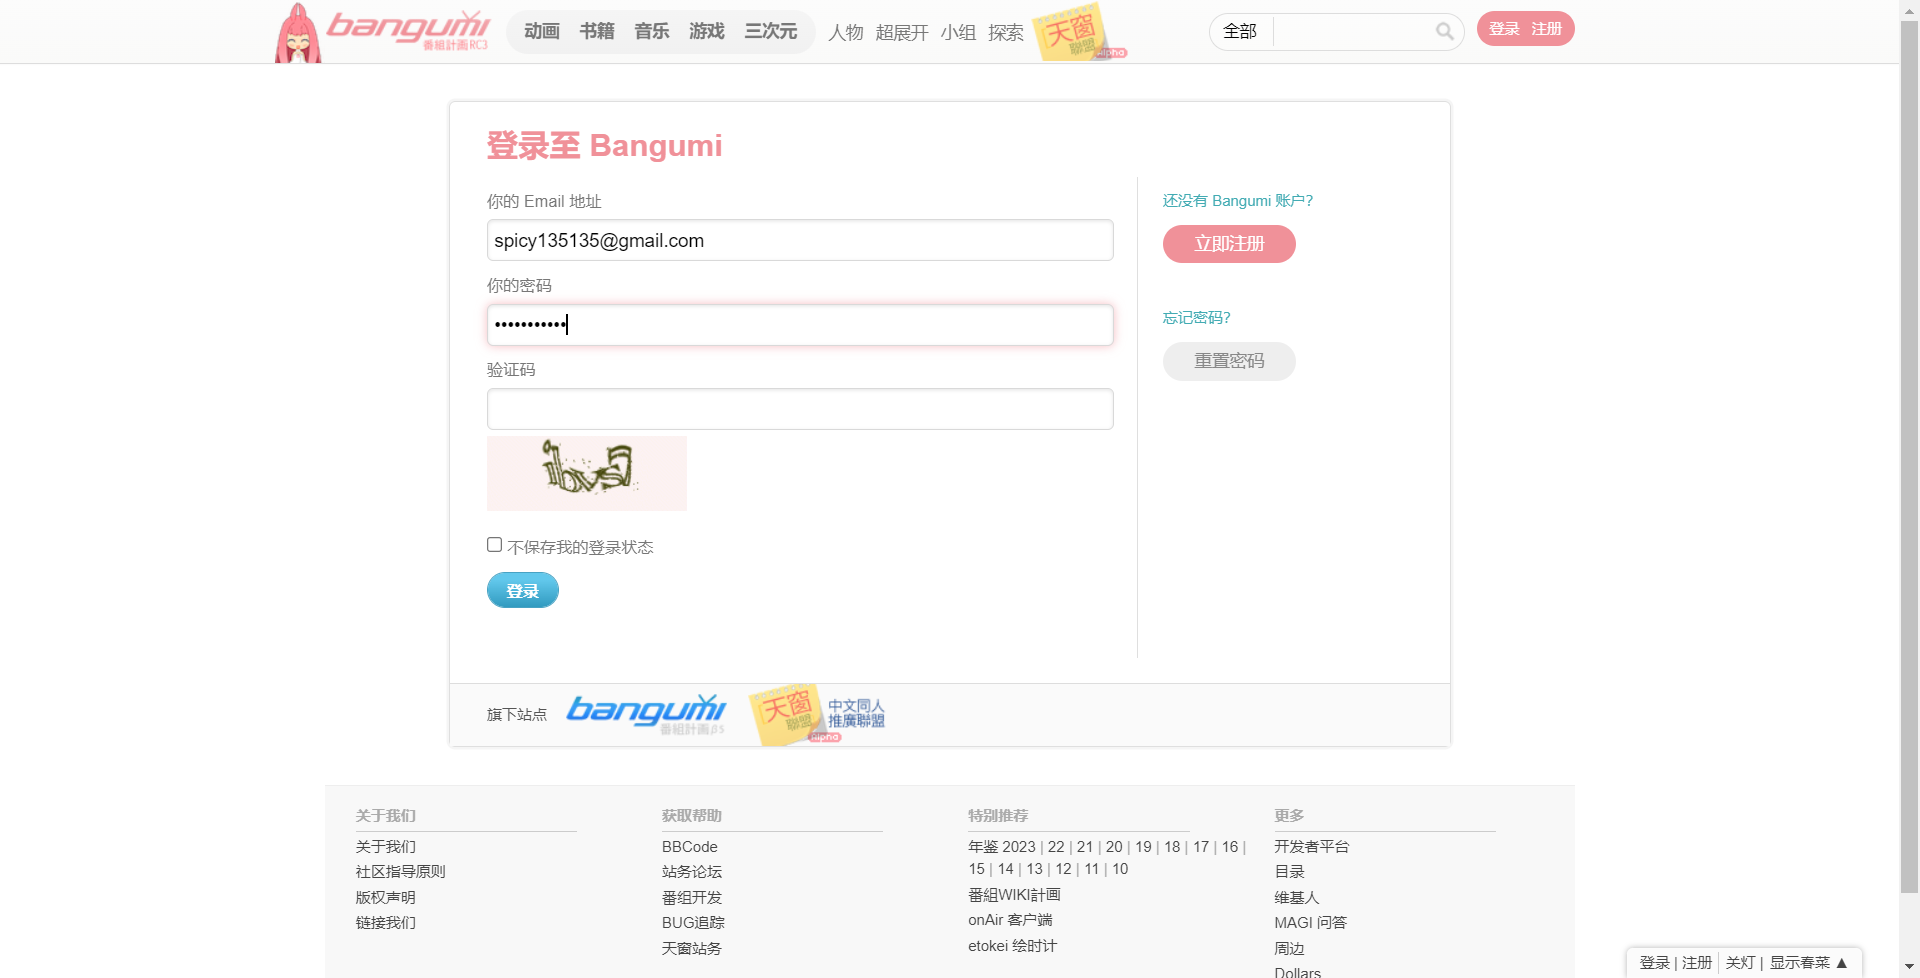 bangumi
番組計画RC3
动画 书籍 音乐 游戏 三次元 人物 超展开 小组 探索
天窗
聯盟
Alpha
全部
登录 注册
登录至 Bangumi
你的 Email 地址
spicy135135@gmail.com
你的密码
•••••••••••
验证码
不保存我的登录状态
登录
还没有 Bangumi 账户?
立即注册
忘记密码?
重置密码
旗下站点
bangumi
番組計画β5
天窗
聯盟
Alpha
中文同人
推廣聯盟
关于我们
关于我们
社区指导原则
版权声明
链接我们
获取帮助
BBCode
站务论坛
番组开发
BUG追踪
天窗站务
特别推荐
年鉴 2023 | 22 | 21 | 20 | 19 | 18 | 17 | 16 |
15 | 14 | 13 | 12 | 11 | 10
番組WIKI計画
onAir 客户端
etokei 绘时计
更多
开发者平台
目录
维基人
MAGI 问答
周边
Dollars
登录 | 注册 关灯 | 显示春菜 ▲